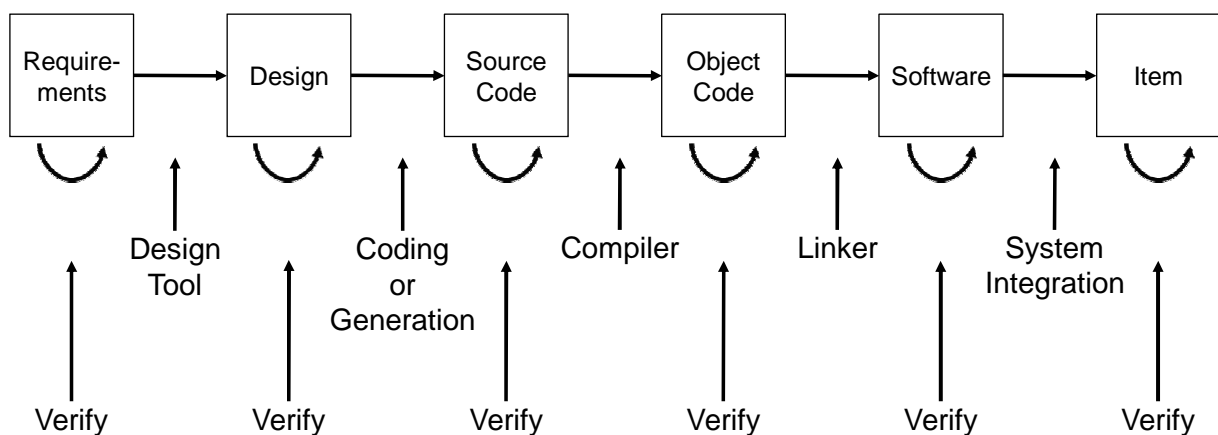 Require-
ments
Design
Source
Code
Object
Code
Software
Item
Design
Tool
Coding
or
Generation
Compiler
Linker
System
Integration
Verify
Verify
Verify
Verify
Verify
Verify